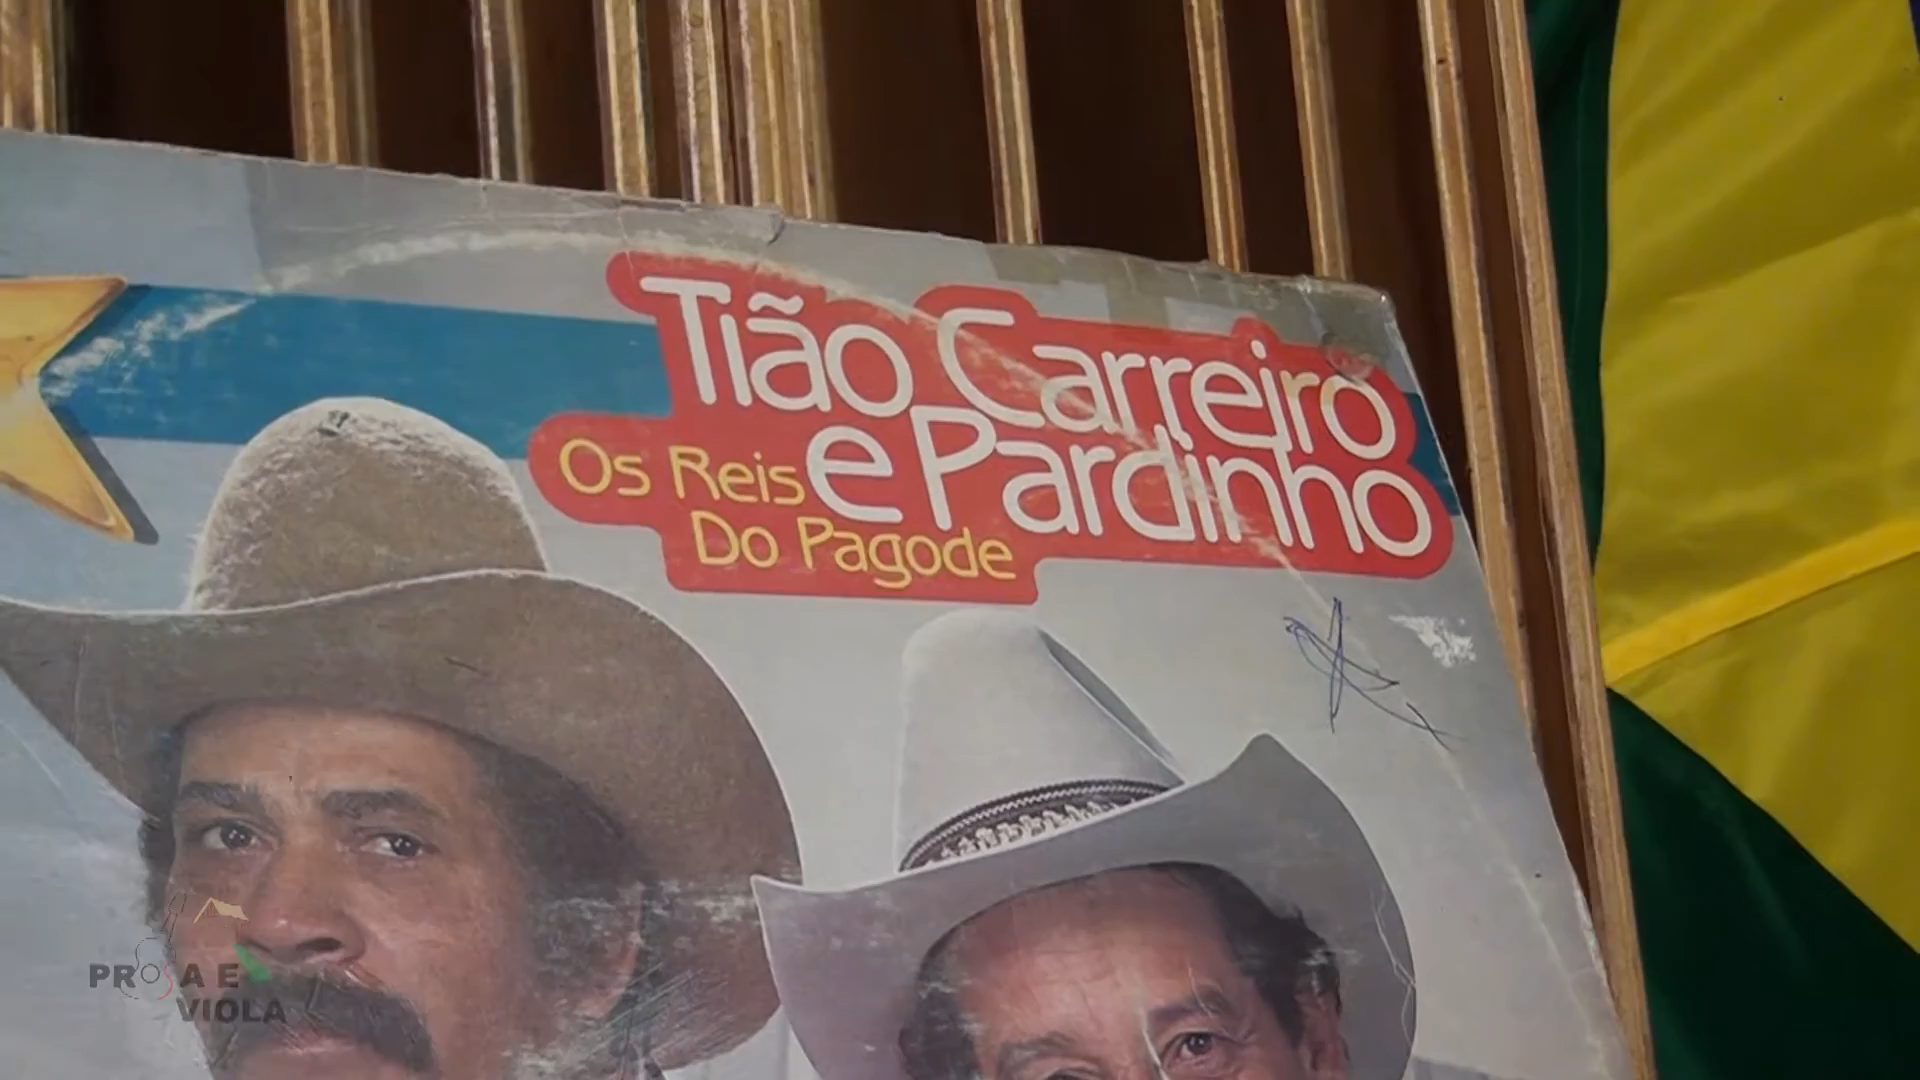 Tião Carreiro
e Pardinho
Os Reis
Do Pagode
PROSA E
VIOLA